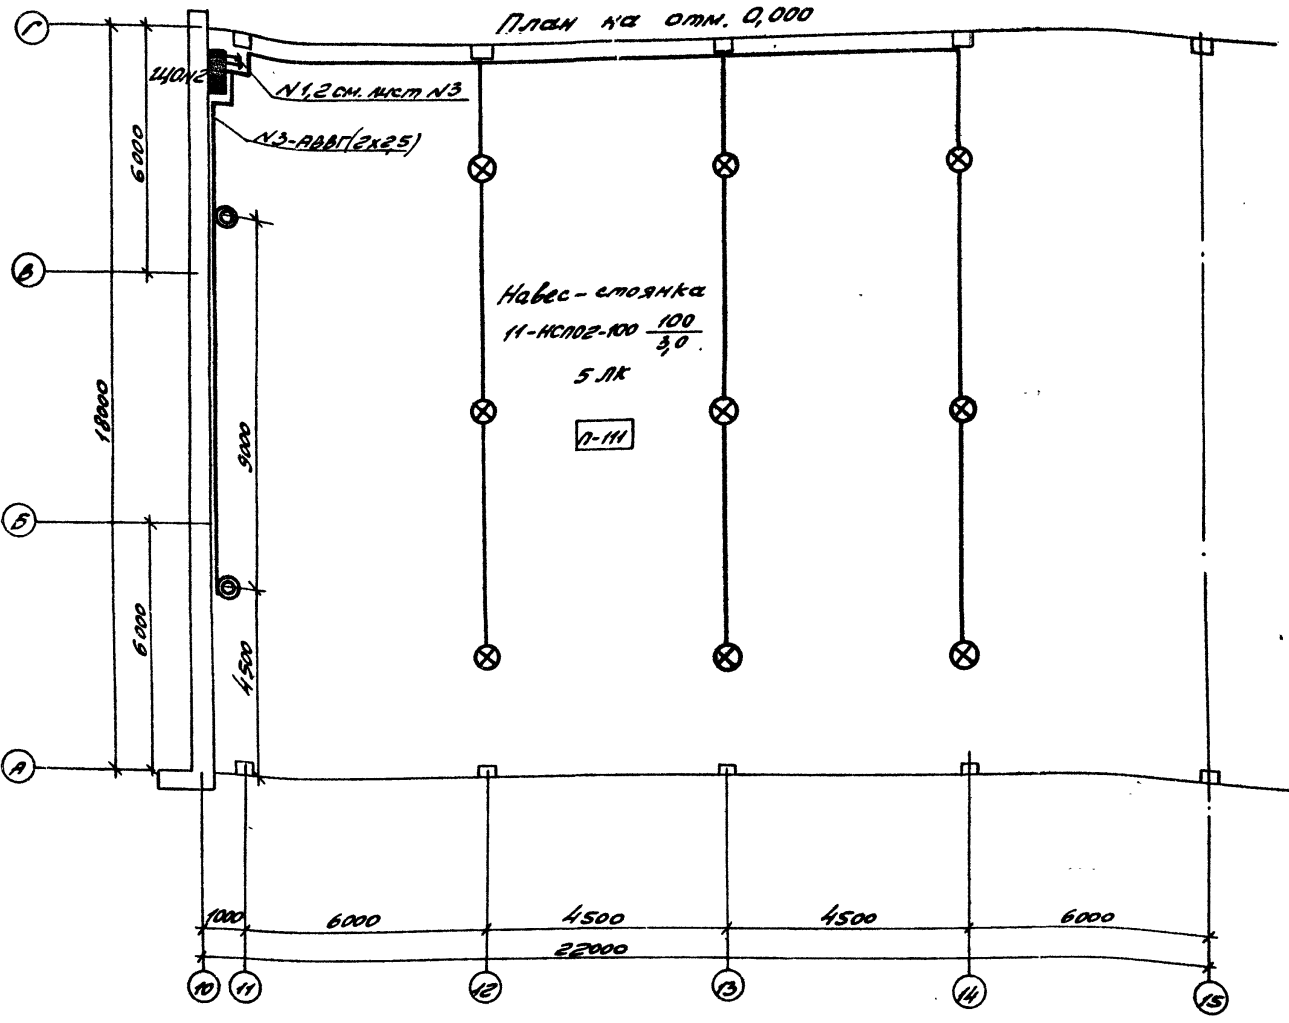 План на отм. 0,000
Г
ЩОN2
N1,2 см. лист N3
N3-АВВГ(2х2,5)
6000
В
Навес-стоянка
11-НСП02-100 100/3,0
5 ЛК
П-111
18000
9000
Б
6000
4500
А
1000
6000
4500
4500
6000
22000
10
11
12
13
14
15